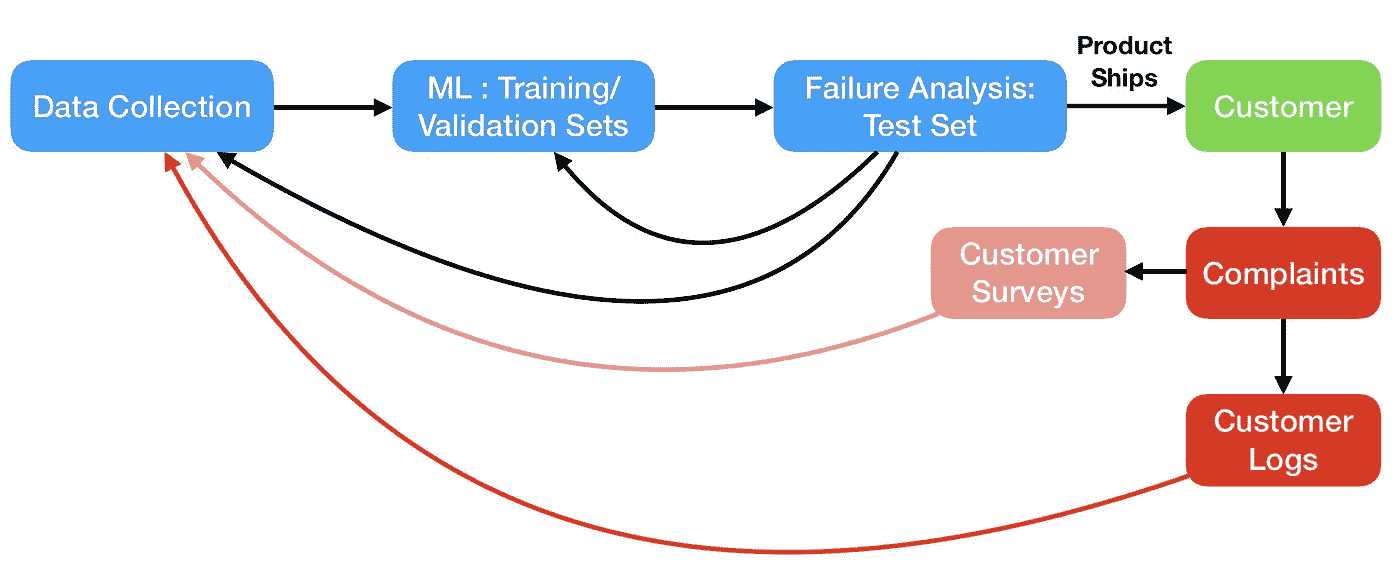 Data Collection
ML : Training/
Validation Sets
Failure Analysis:
Test Set
Product
Ships
Customer
Customer
Surveys
Complaints
Customer
Logs